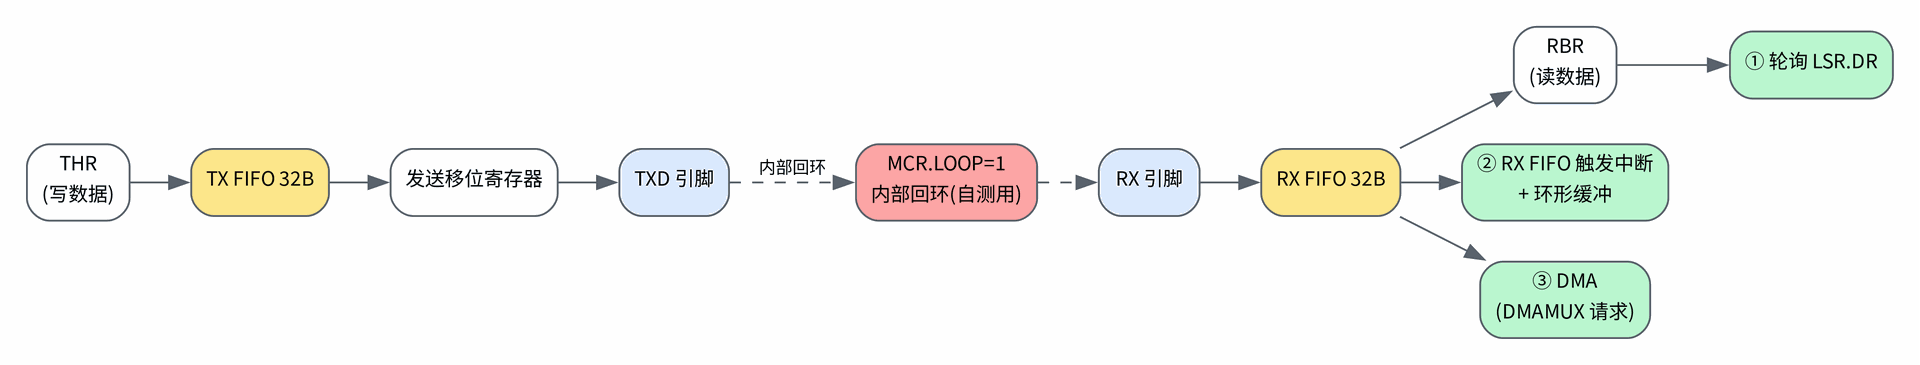 THR
(写数据)
TX FIFO 32B
发送移位寄存器
TXD 引脚
内部回环
MCR.LOOP=1
内部回环(自测用)
RX 引脚
RX FIFO 32B
RBR
(读数据)
① 轮询 LSR.DR
② RX FIFO 触发中断
+ 环形缓冲
③ DMA
(DMAMUX 请求)